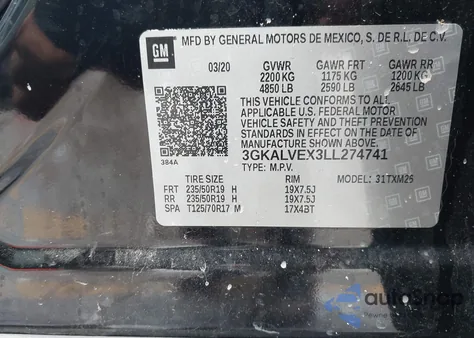 GM
MFD BY GENERAL MOTORS DE MEXICO, S. DE R.L. DE C.V.
03/20 GVWR GAWR FRT GAWR RR
2200 KG 1175 KG 1200 KG
4850 LB 2590 LB 2645 LB
THIS VEHICLE CONFORMS TO ALL
APPLICABLE U.S. FEDERAL MOTOR
VEHICLE SAFETY AND THEFT
PREVENTION STANDARDS IN EFFECT ON
THE DATE OF MANUFACTURE SHOWN ABOVE.
3GKALVEX3LL274741
384A
TYPE: M.P.V. MODEL: 31TXM26
TIRE SIZE RIM
FRT 235/50R19 H 19X7.5J
RR 235/50R19 H 19X7.5J
SPA T125/70R17 M 17X4BT
autoSnap